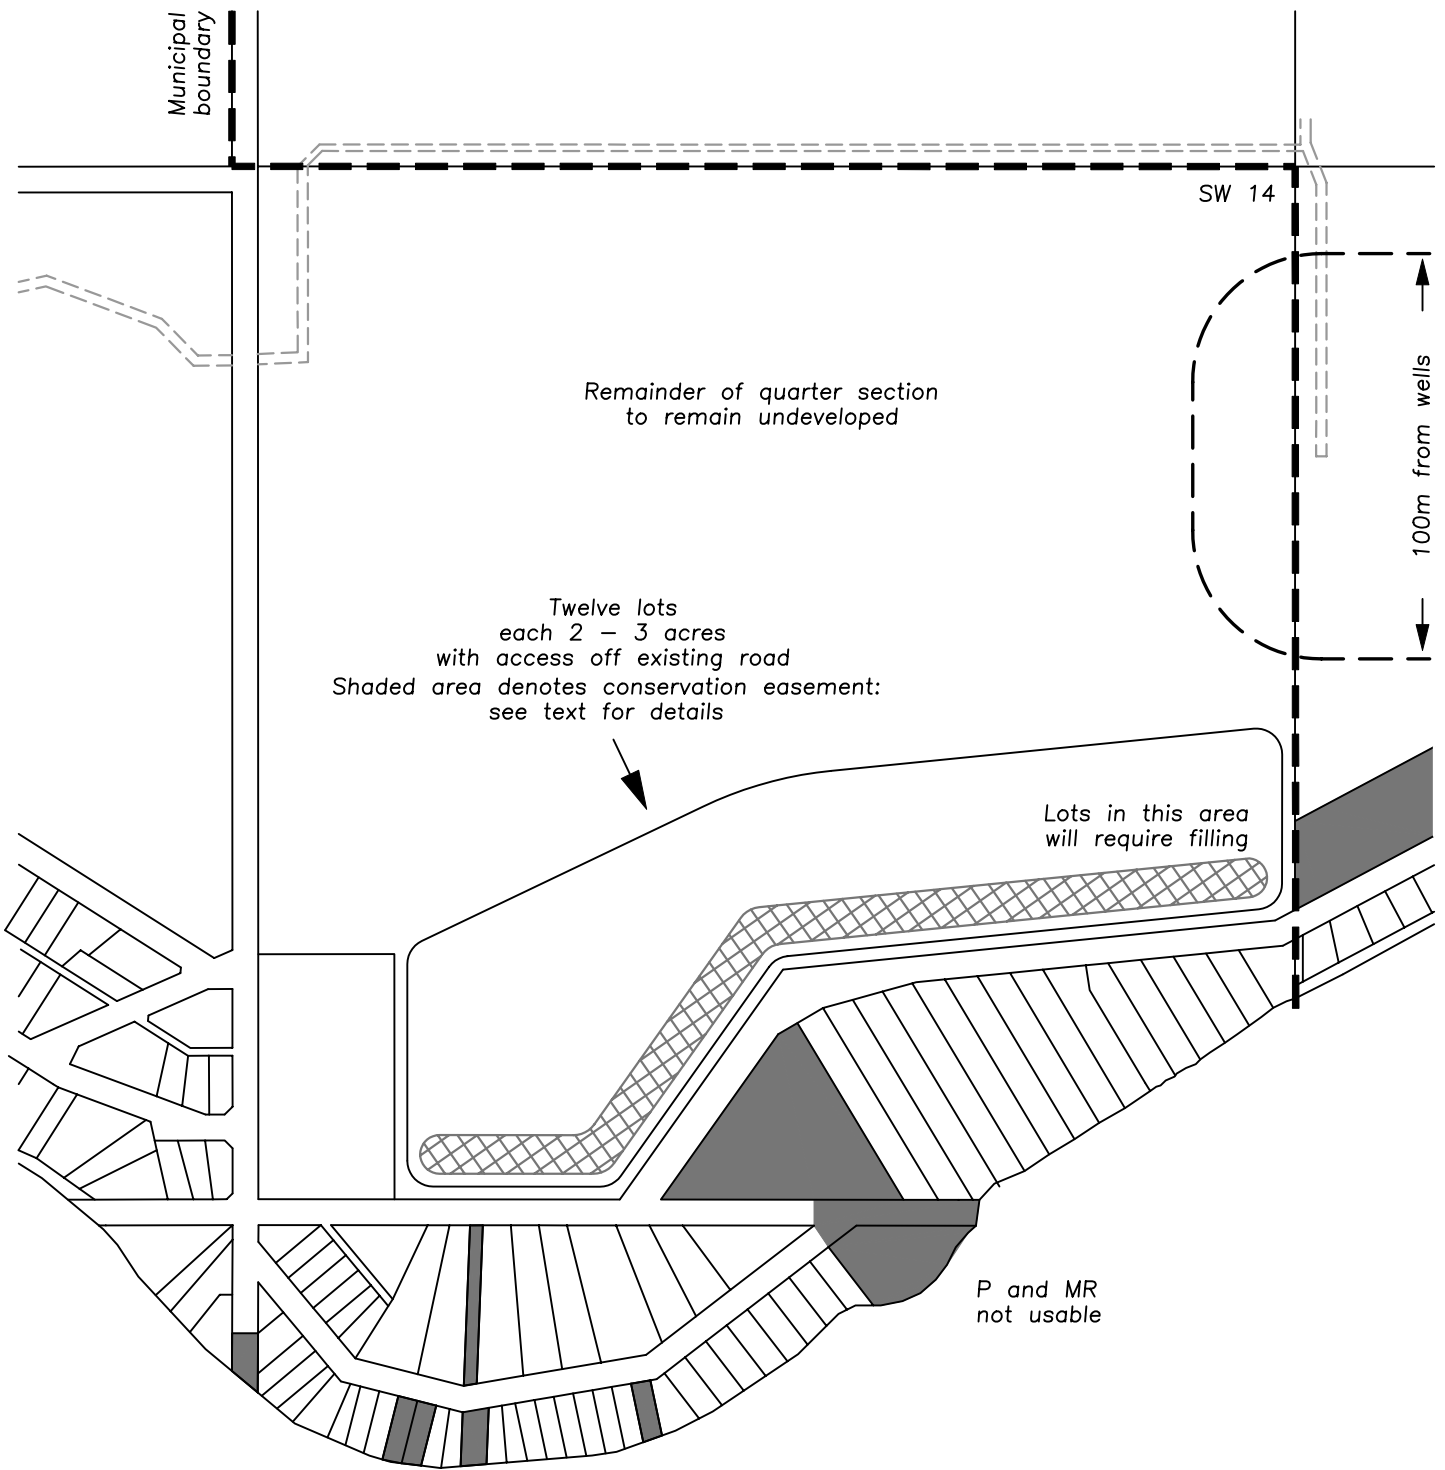 Municipal
boundary
SW 14
Remainder of quarter section
to remain undeveloped
100m from wells
Twelve lots
each 2 – 3 acres
with access off existing road
Shaded area denotes conservation easement:
see text for details
Lots in this area
will require filling
P and MR
not usable